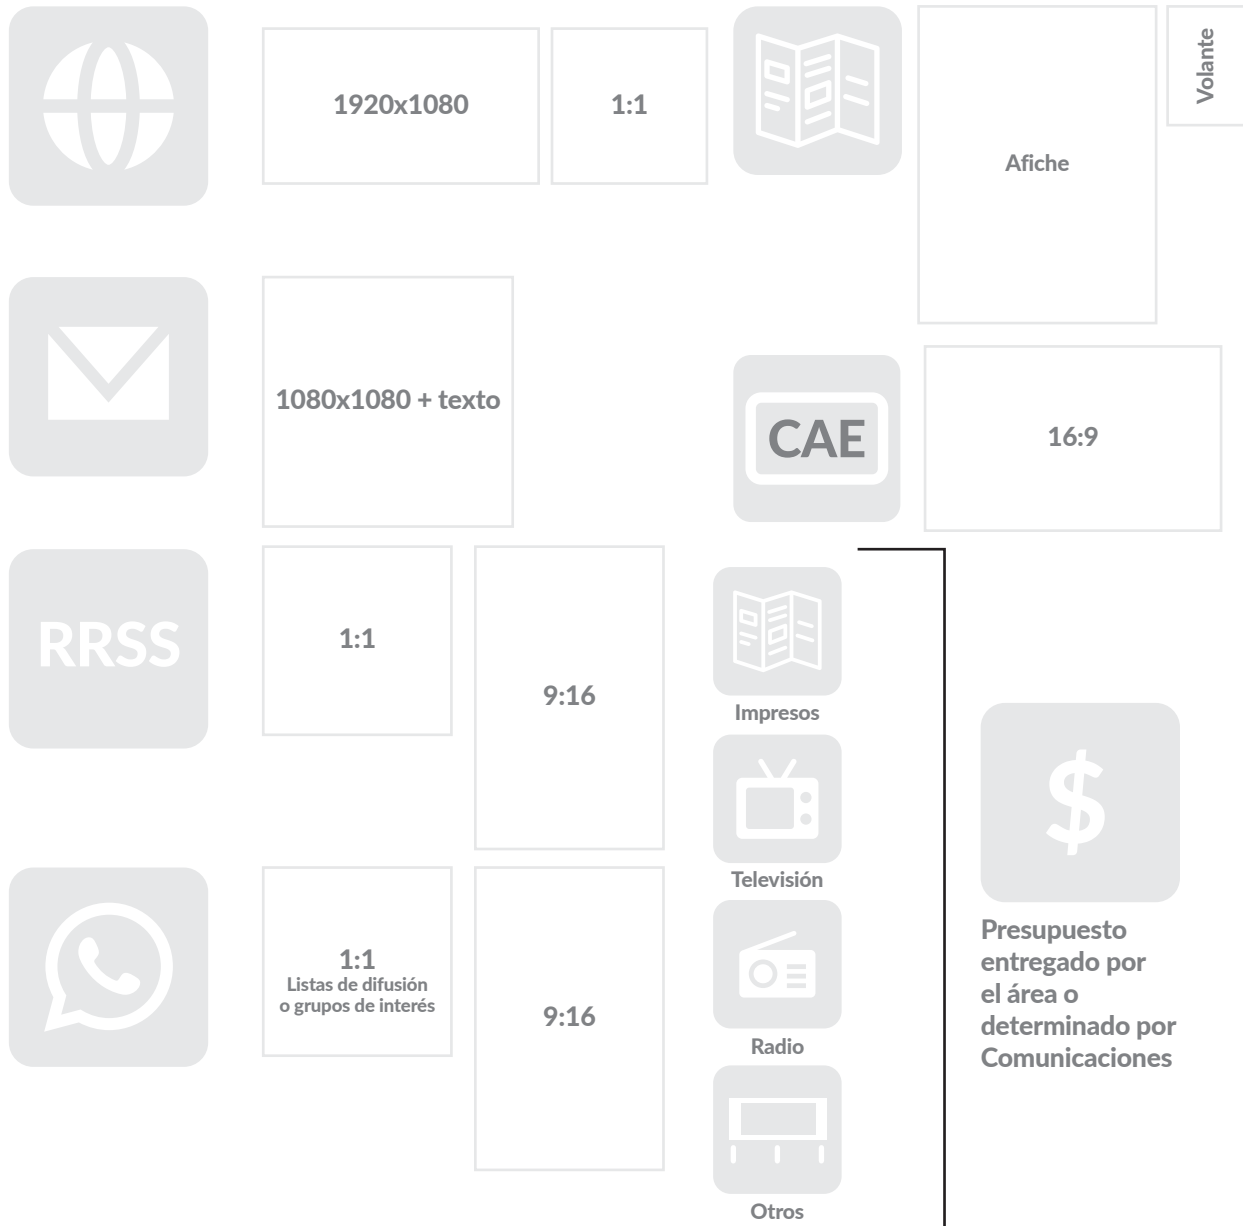 1920x1080
1:1
Afiche
Volante
1080x1080 + texto
CAE
16:9
RRSS
1:1
9:16
Impresos
Televisión
1:1
Listas de difusión
o grupos de interés
9:16
Radio
Otros
$
Presupuesto
entregado por
el área o
determinado por
Comunicaciones